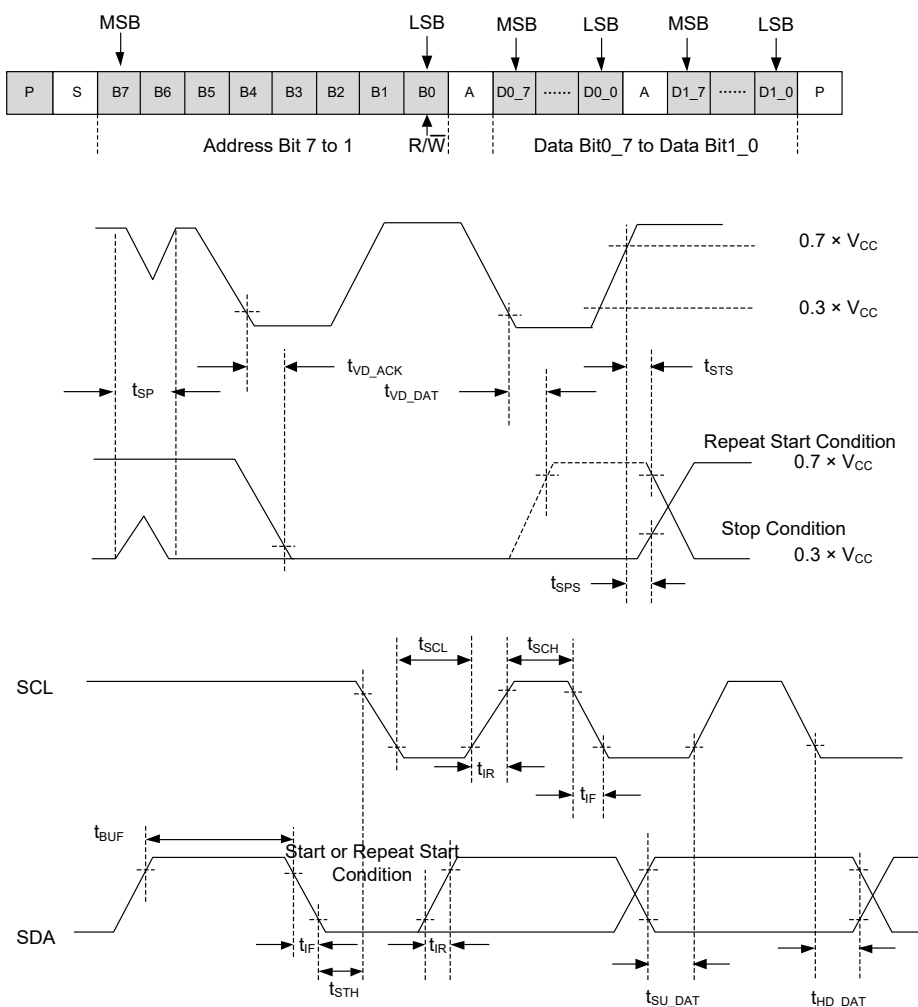 MSB LSB MSB LSB MSB LSB
P S B7 B6 B5 B4 B3 B2 B1 B0 A D0_7 ...... D0_0 A D1_7 ...... D1_0 P
Address Bit 7 to 1 R/W̅ Data Bit0_7 to Data Bit1_0
0.7 × VCC
0.3 × VCC
tSP tVD_ACK tVD_DAT tSTS
Repeat Start Condition
0.7 × VCC
Stop Condition
0.3 × VCC
tSPS
tSCL tSCH
SCL
tIR tIF
tBUF
Start or Repeat Start
Condition
SDA
tIF tIR
tSTH tSU_DAT tHD_DAT